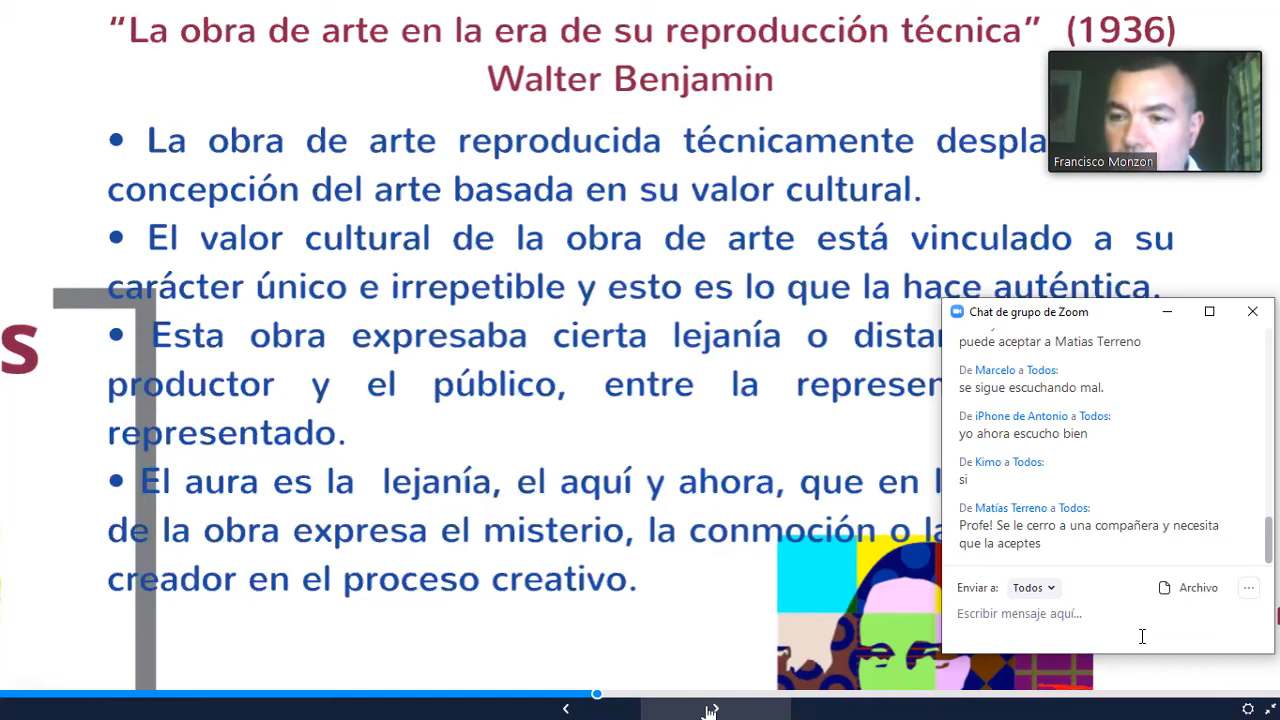 “La obra de arte en la era de su reproducción técnica” (1936)
Walter Benjamin
• La obra de arte reproducida técnicamente
concepción del arte basada en su valor cultural.
• El valor cultural de la obra de arte está vinculado a su
carácter único e irrepetible y esto es lo que la hace auténtica.
• Esta obra expresaba cierta lejanía o
productor y el público, entre la
representado.
• El aura es la lejanía, el aquí y ahora, que en
de la obra expresa el misterio, la conmoción o
creador en el proceso creativo.
s
Francisco Monzon
Chat de grupo de Zoom
puede aceptar a Matias Terreno
De Marcelo a Todos:
se sigue escuchando mal.
De iPhone de Antonio a Todos:
yo ahora escucho bien
De Kimo a Todos:
si
De Matías Terreno a Todos:
Profe! Se le cerro a una compañera y necesita
que la aceptes
Enviar a: Todos Archivo ...
Escribir mensaje aquí...